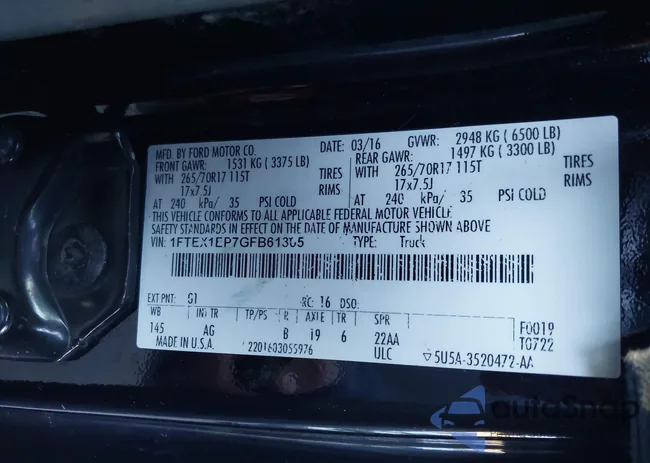 MFD. BY FORD MOTOR CO.
DATE: 03/16 GVWR: 2948 KG ( 6500 LB)
FRONT GAWR: 1531 KG ( 3375 LB) REAR GAWR: 1497 KG ( 3300 LB)
WITH 265/70R17 115T TIRES WITH 265/70R17 115T TIRES
17x7.5J RIMS 17x7.5J RIMS
AT 240 kPa/ 35 PSI COLD AT 240 kPa/ 35 PSI COLD
THIS VEHICLE CONFORMS TO ALL APPLICABLE FEDERAL MOTOR VEHICLE
SAFETY STANDARDS IN EFFECT ON THE DATE OF MANUFACTURE SHOWN ABOVE
VIN: TYPE: Truck
EXT PNT: G1 RC: 16 DSO:
WB INT TR TP/PS R AXLE TR SPR F0019
145 AG B 19 6 22AA T0722
MADE IN U.S.A. 2201603055976 ULC ▽5U5A-3520472-AA
autoSnap